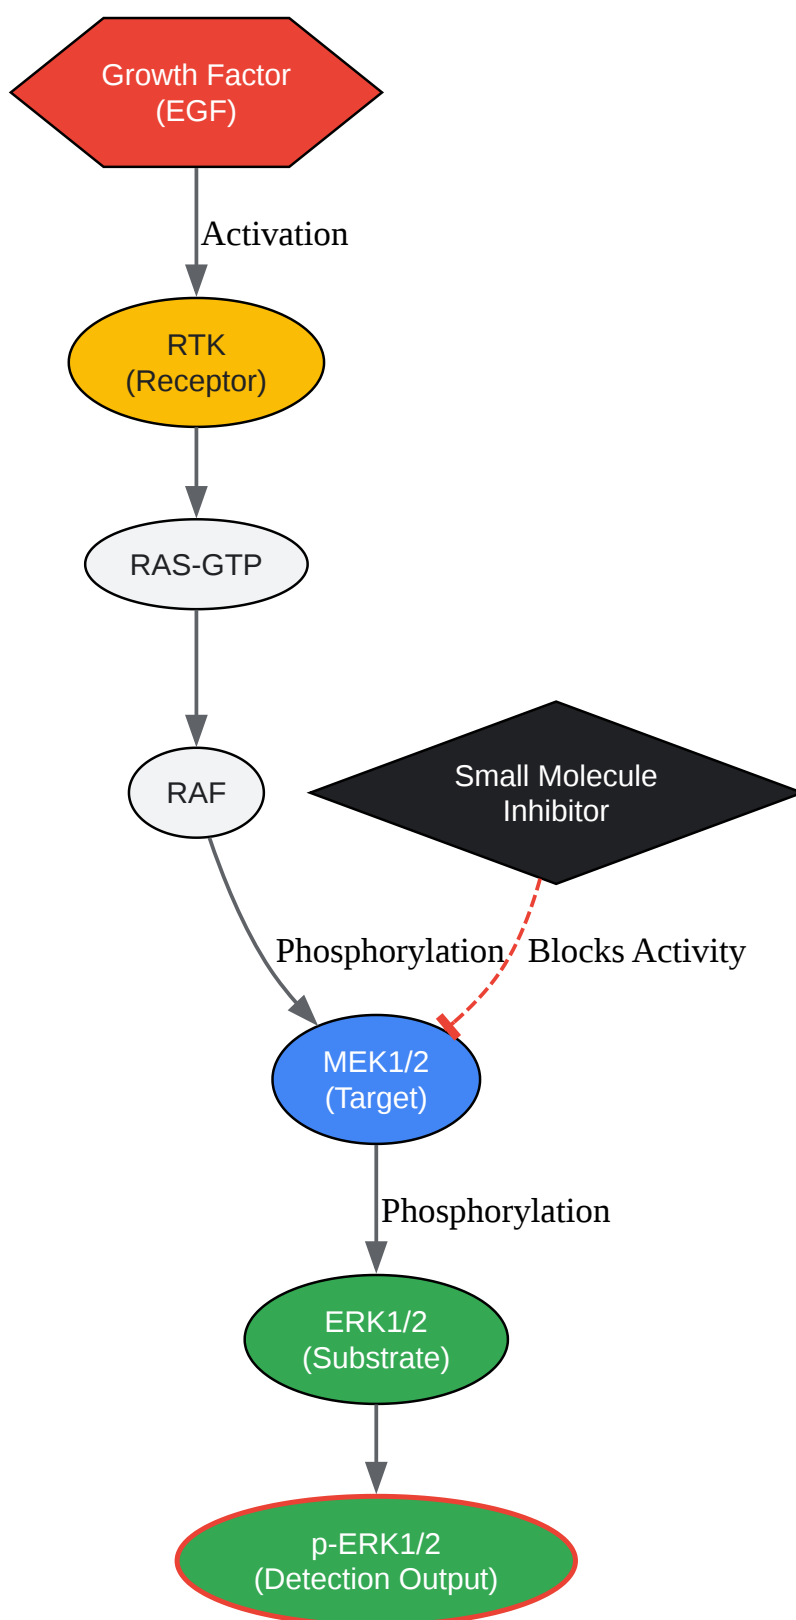 Growth Factor
(EGF)
Activation
RTK
(Receptor)
RAS-GTP
RAF
Small Molecule
Inhibitor
Phosphorylation
Blocks Activity
MEK1/2
(Target)
Phosphorylation
ERK1/2
(Substrate)
p-ERK1/2
(Detection Output)